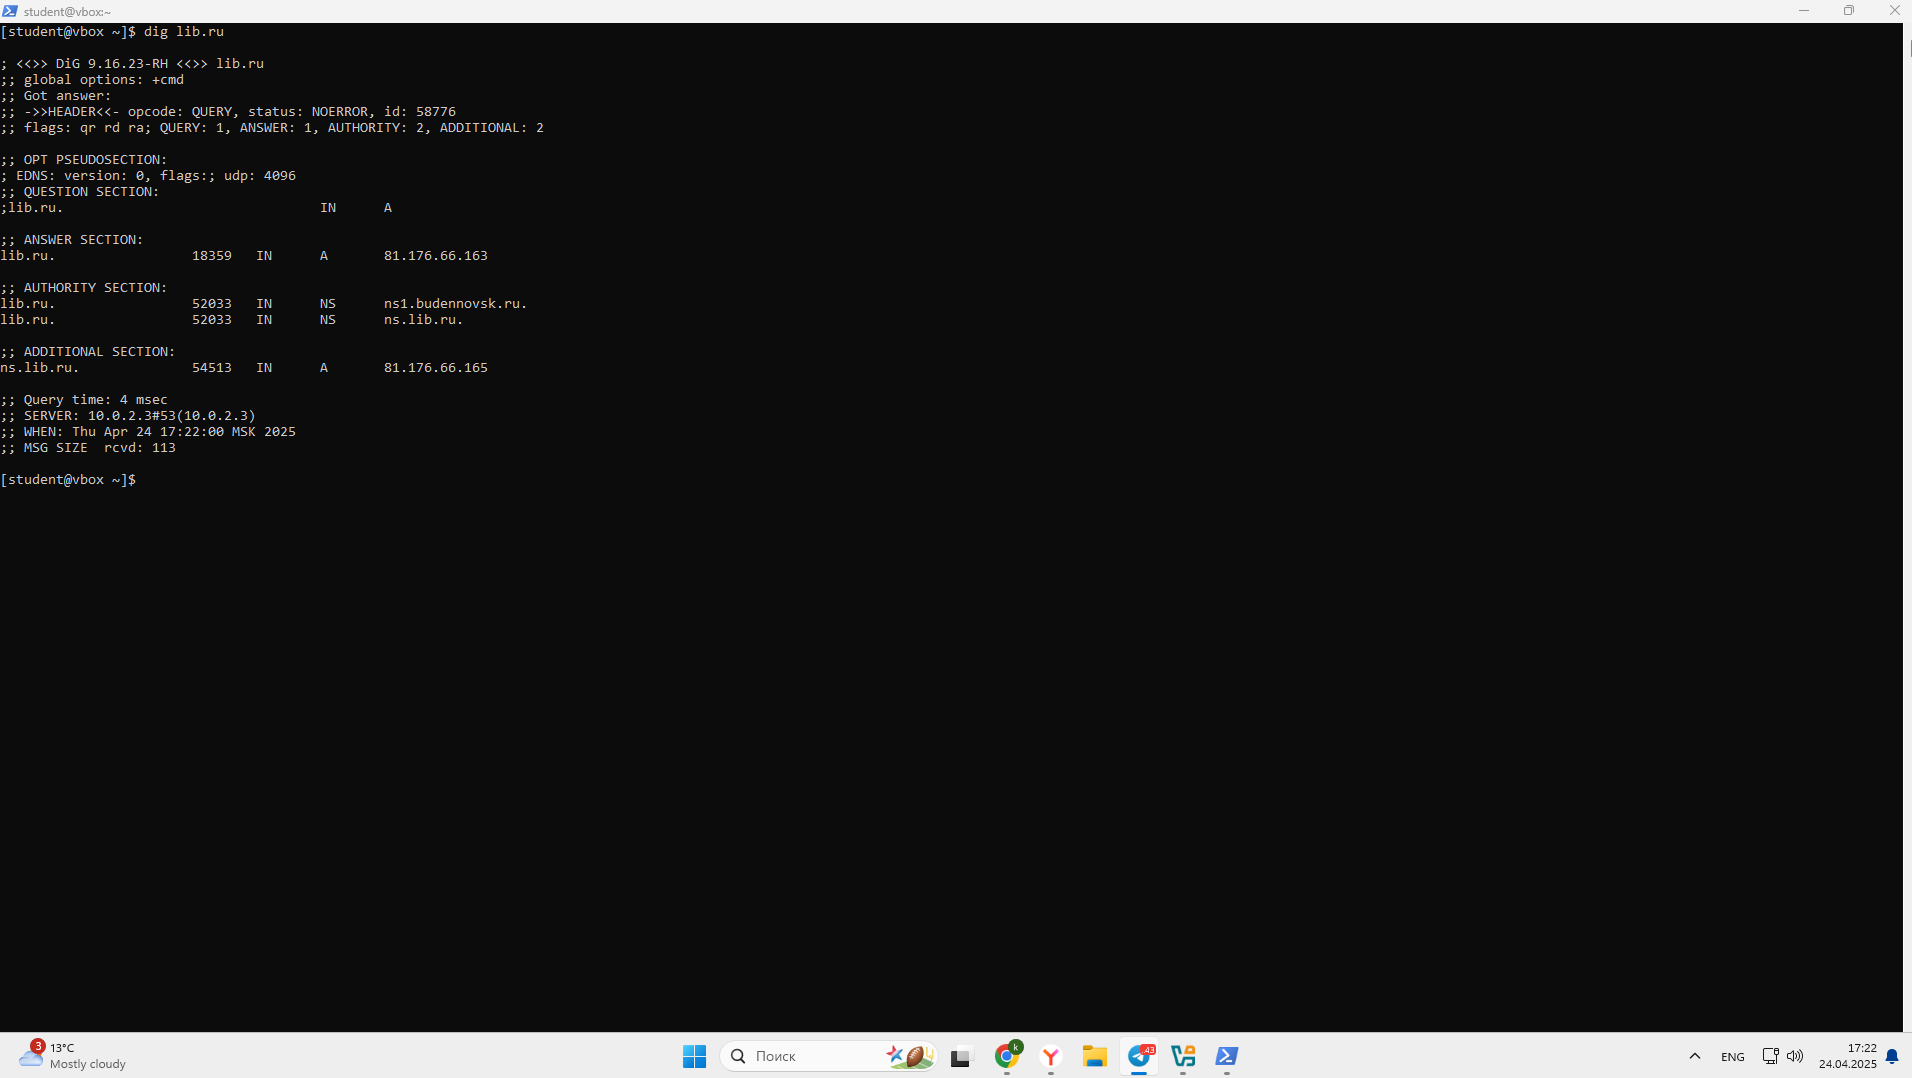 student@vbox:~
[student@vbox ~]$ dig lib.ru
; <<>> DiG 9.16.23-RH <<>> lib.ru
;; global options: +cmd
;; Got answer:
;; ->>HEADER<<- opcode: QUERY, status: NOERROR, id: 58776
;; flags: qr rd ra; QUERY: 1, ANSWER: 1, AUTHORITY: 2, ADDITIONAL: 2
;; OPT PSEUDOSECTION:
; EDNS: version: 0, flags:; udp: 4096
;; QUESTION SECTION:
;lib.ru. IN A
;; ANSWER SECTION:
lib.ru. 18359 IN A 81.176.66.163
;; AUTHORITY SECTION:
lib.ru. 52033 IN NS ns1.budennovsk.ru.
lib.ru. 52033 IN NS ns.lib.ru.
;; ADDITIONAL SECTION:
ns.lib.ru. 54513 IN A 81.176.66.165
;; Query time: 4 msec
;; SERVER: 10.0.2.3#53(10.0.2.3)
;; WHEN: Thu Apr 24 17:22:00 MSK 2025
;; MSG SIZE  rcvd: 113
[student@vbox ~]$
3
13°C
Mostly cloudy
Поиск
k
43
ENG
17:22
24.04.2025